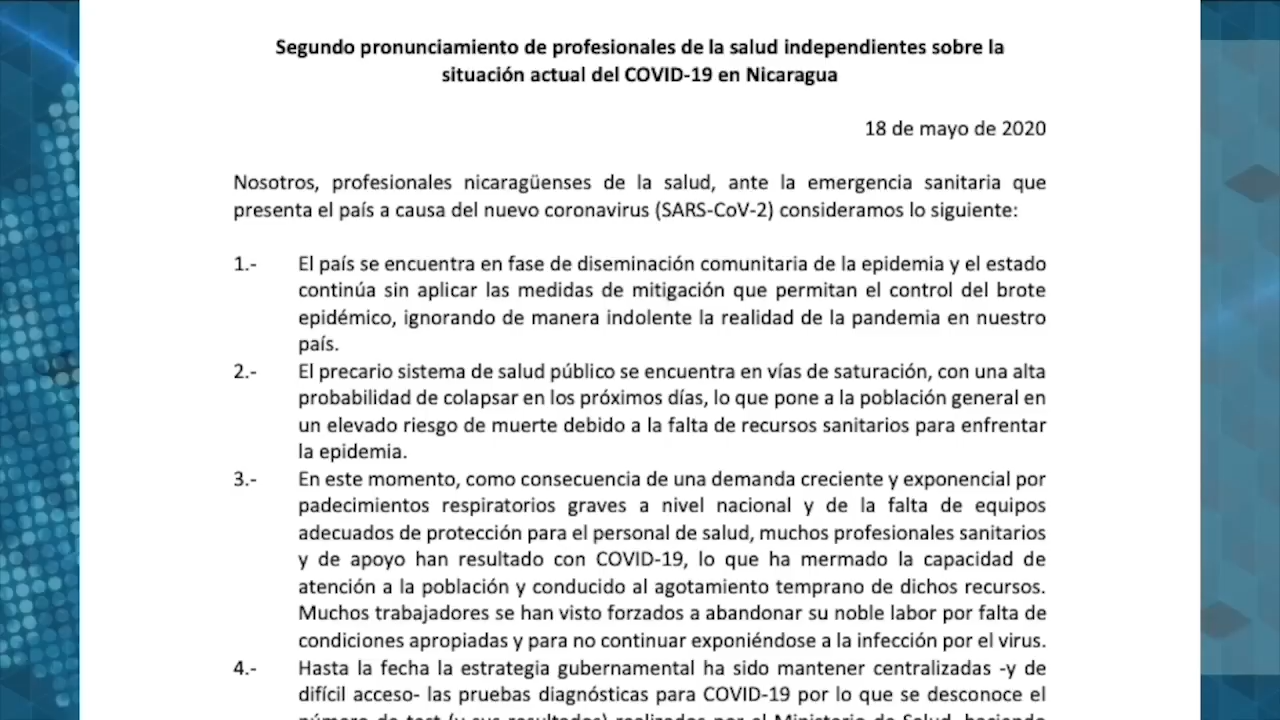 Segundo pronunciamiento de profesionales de la salud independientes sobre la
situación actual del COVID-19 en Nicaragua
18 de mayo de 2020
Nosotros, profesionales nicaragüenses de la salud, ante la emergencia sanitaria que
presenta el país a causa del nuevo coronavirus (SARS-CoV-2) consideramos lo siguiente:
1.- El país se encuentra en fase de diseminación comunitaria de la epidemia y el estado
continúa sin aplicar las medidas de mitigación que permitan el control del brote
epidémico, ignorando de manera indolente la realidad de la pandemia en nuestro
país.
2.- El precario sistema de salud público se encuentra en vías de saturación, con una alta
probabilidad de colapsar en los próximos días, lo que pone a la población general en
un elevado riesgo de muerte debido a la falta de recursos sanitarios para enfrentar
la epidemia.
3.- En este momento, como consecuencia de una demanda creciente y exponencial por
padecimientos respiratorios graves a nivel nacional y de la falta de equipos
adecuados de protección para el personal de salud, muchos profesionales sanitarios
y de apoyo han resultado con COVID-19, lo que ha mermado la capacidad de
atención a la población y conducido al agotamiento temprano de dichos recursos.
Muchos trabajadores se han visto forzados a abandonar su noble labor por falta de
condiciones apropiadas y para no continuar exponiéndose a la infección por el virus.
4.- Hasta la fecha la estrategia gubernamental ha sido mantener centralizadas -y de
difícil acceso- las pruebas diagnósticas para COVID-19 por lo que se desconoce el
número de test (y sus resultados) realizados por el Ministerio de Salud, haciendo